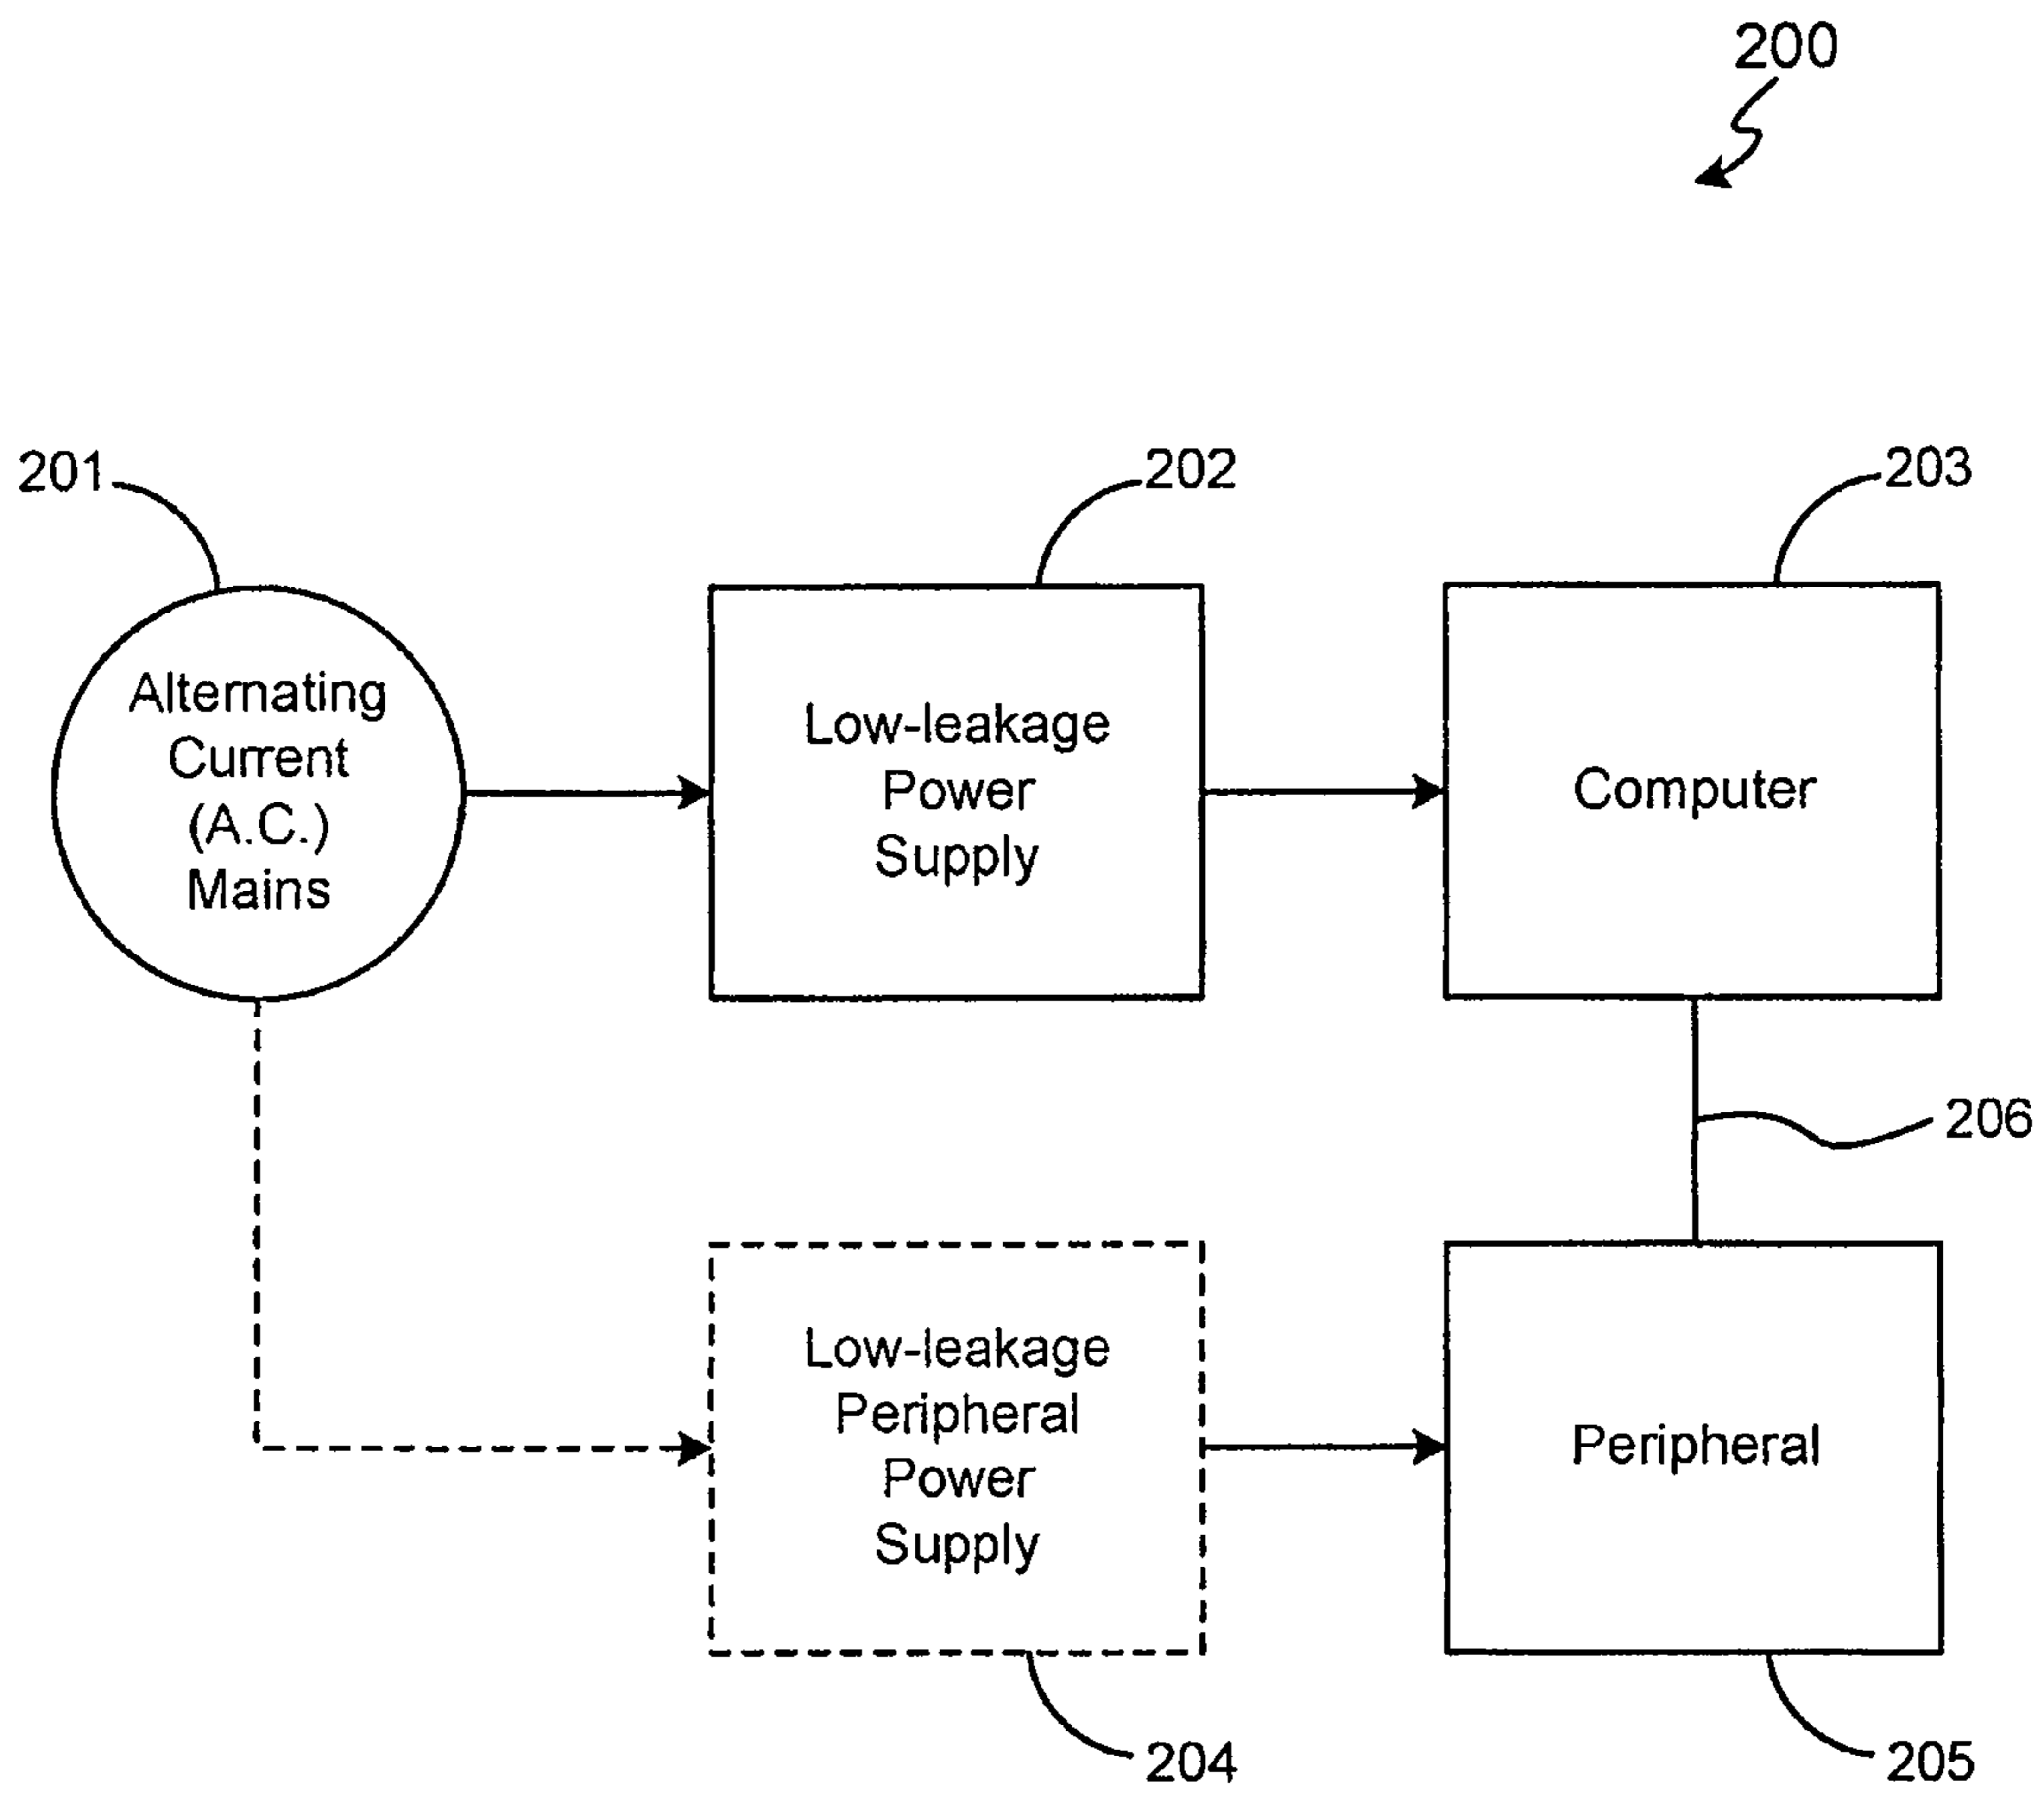 200
201
202
203
Alternating
Current
(A.C.)
Mains
Low-leakage
Power
Supply
Computer
206
Low-leakage
Peripheral
Power
Supply
Peripheral
204
205